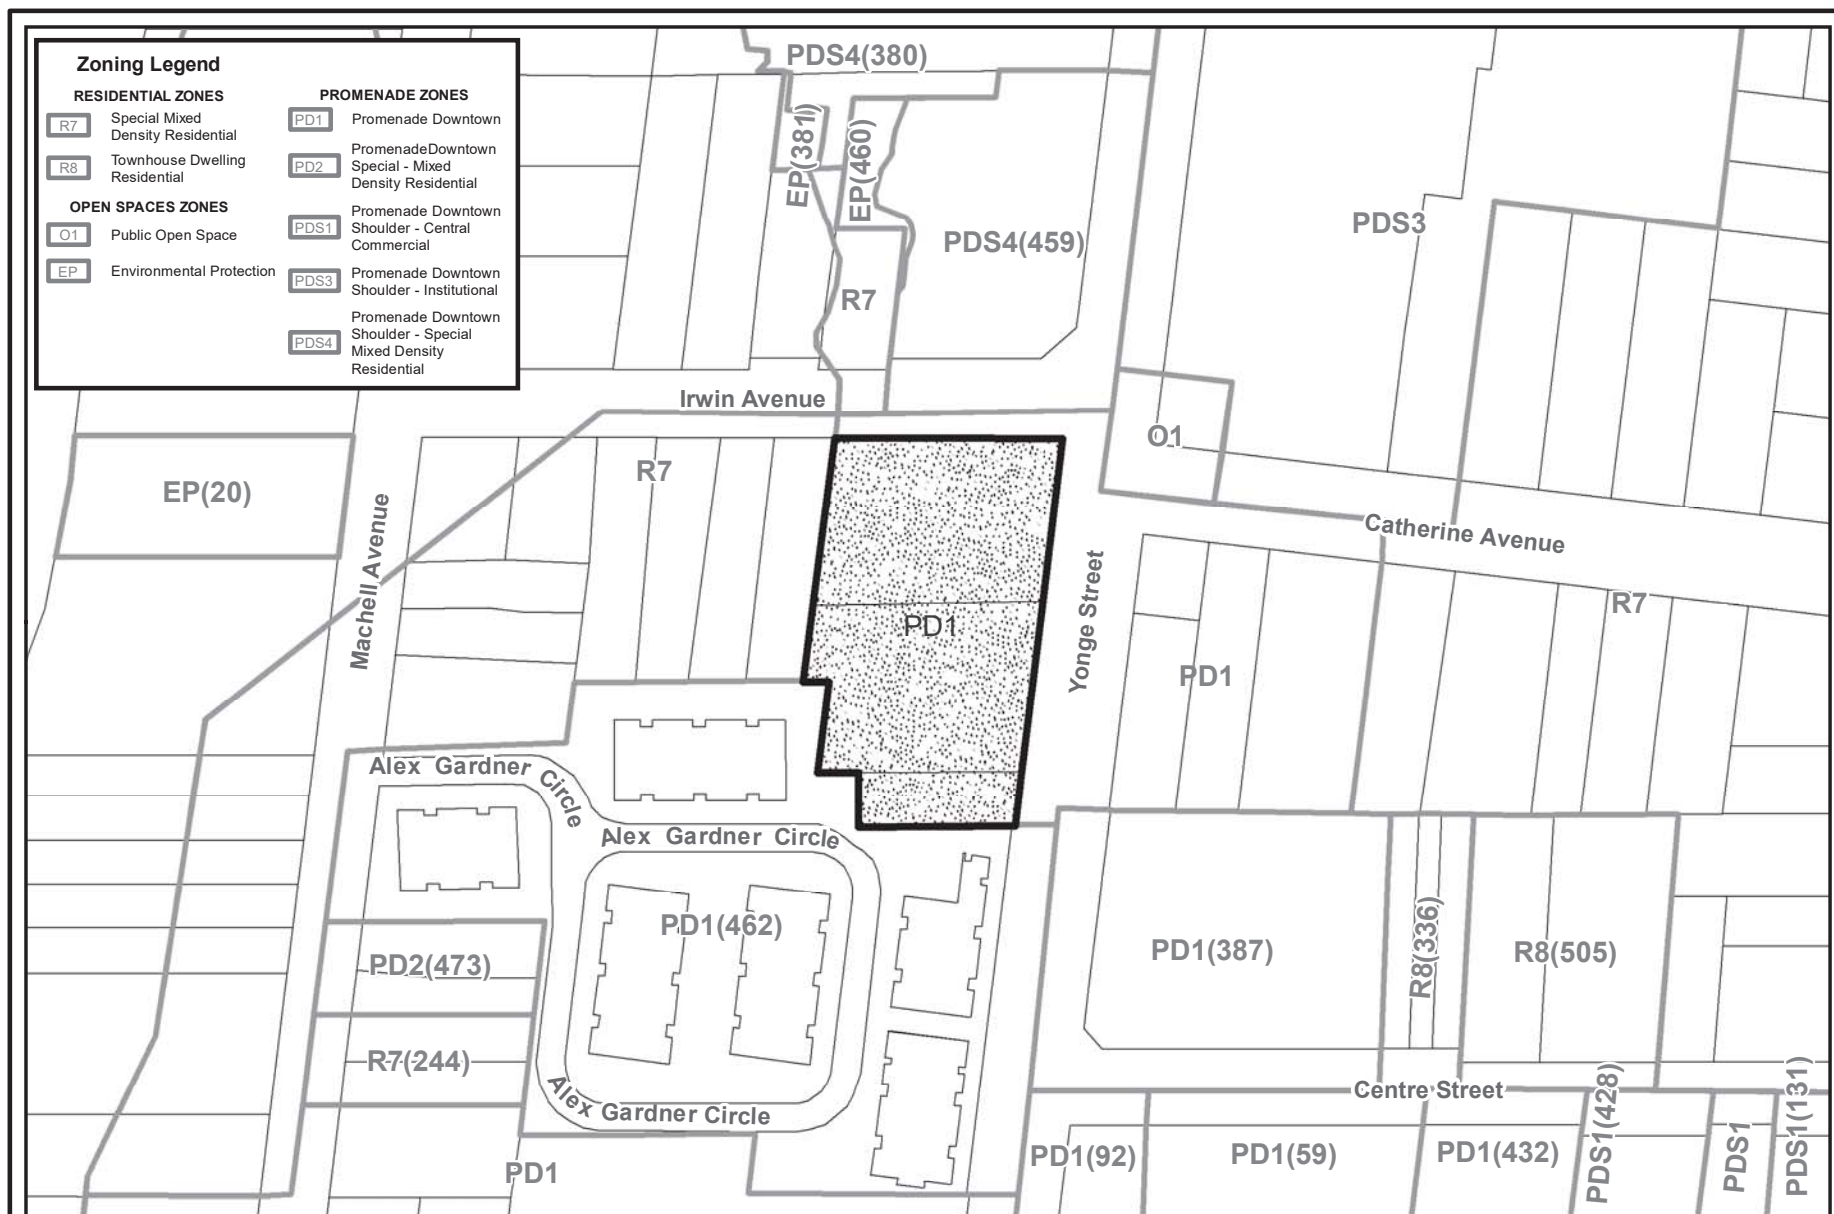 Zoning Legend
RESIDENTIAL ZONES
R7
Special Mixed
Density Residential
R8
Townhouse Dwelling
Residential
OPEN SPACES ZONES
O1
Public Open Space
EP
Environmental Protection
PROMENADE ZONES
PD1
Promenade Downtown
PD2
PromenadeDowntown
Special - Mixed
Density Residential
PDS1
Promenade Downtown
Shoulder - Central
Commercial
PDS3
Promenade Downtown
Shoulder - Institutional
PDS4
Promenade Downtown
Shoulder - Special
Mixed Density
Residential
PDS4(380)
EP(381)
EP(460)
PDS4(459)
PDS3
R7
Irwin Avenue
O1
EP(20)
R7
Machell Avenue
Catherine Avenue
Yonge Street
PD1
PD1
R7
Alex Gardner Circle
Alex Gardner Circle
PD1(462)
PD2(473)
R7(244)
Alex Gardner Circle
PD1(387)
R8(336)
R8(505)
Centre Street
PD1
PD1(92)
PD1(59)
PD1(432)
PDS1(428)
PDS1
PDS1(131)